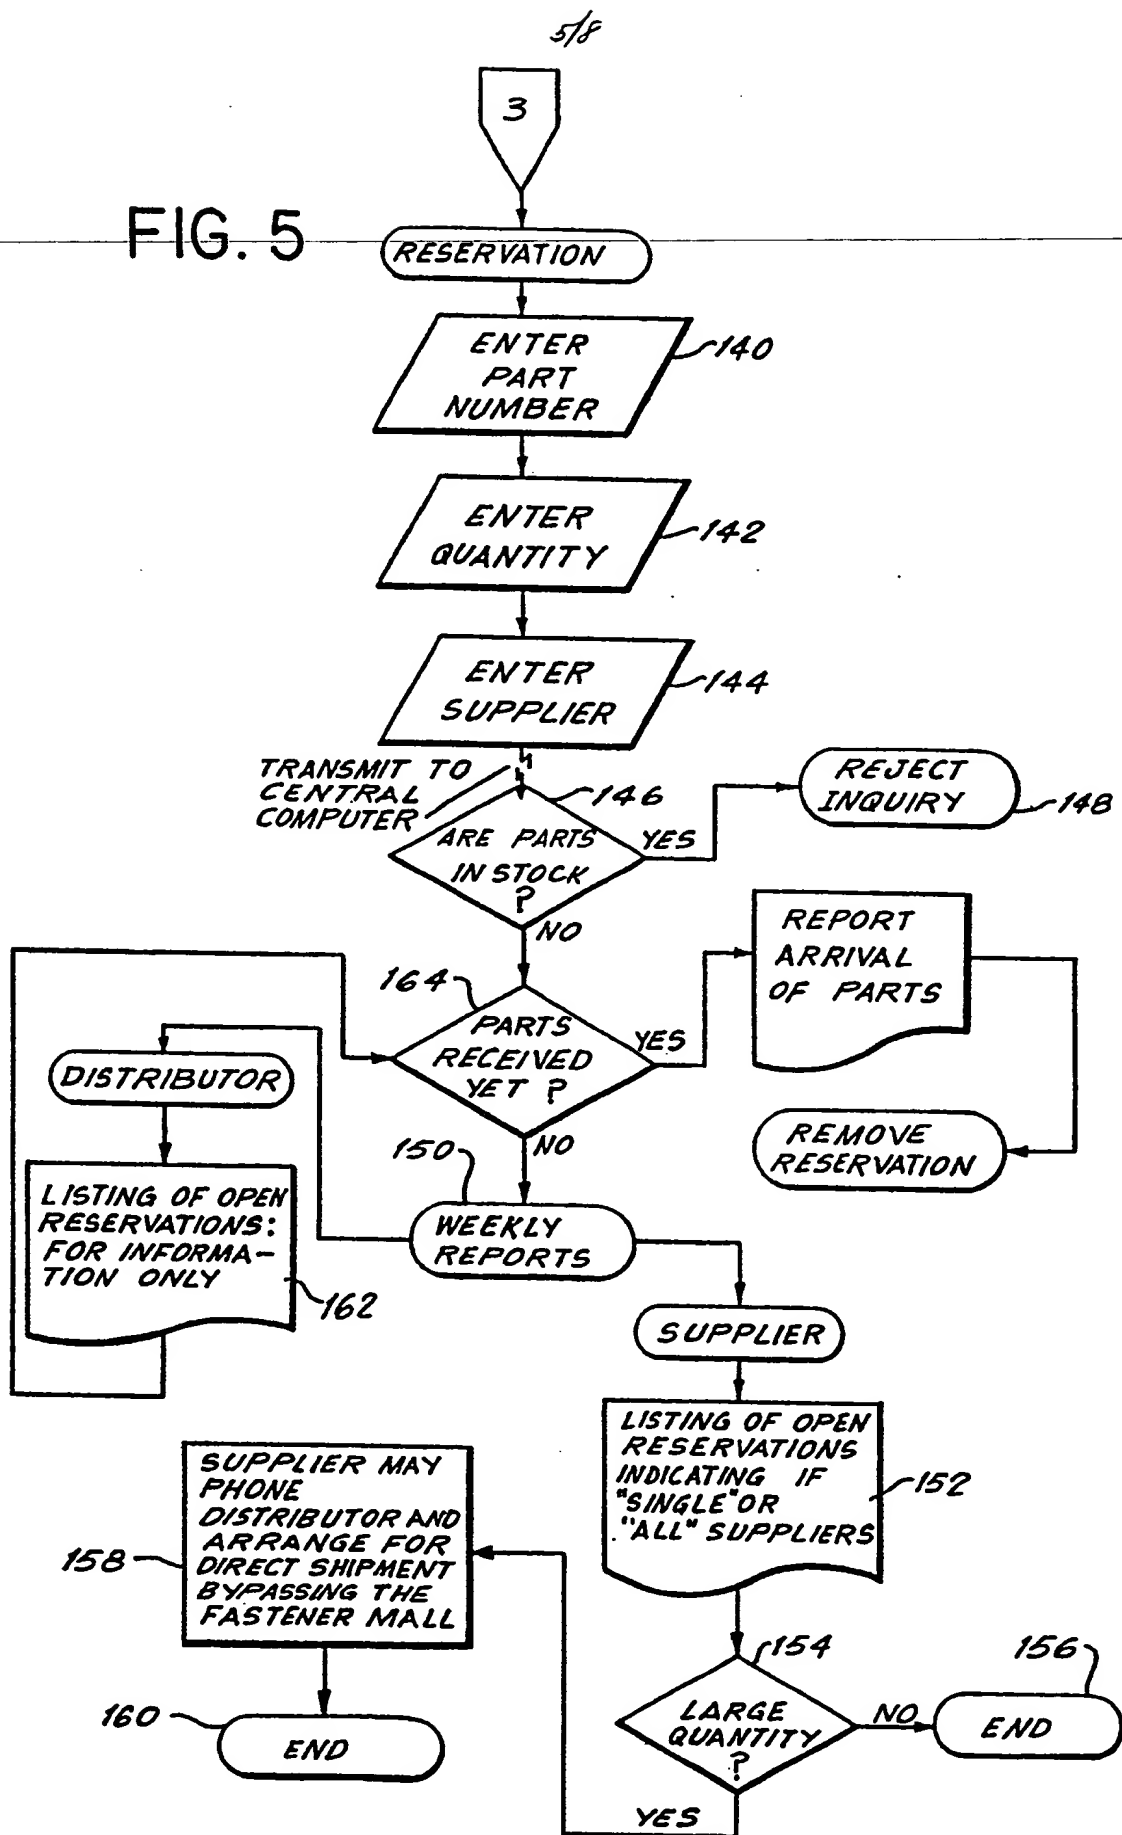 5/8
3
FIG. 5
RESERVATION
ENTER
PART
NUMBER
140
ENTER
QUANTITY
142
ENTER
SUPPLIER
144
TRANSMIT TO
CENTRAL
COMPUTER
146
ARE PARTS
IN STOCK
?
YES
REJECT
INQUIRY
148
NO
164
PARTS
RECEIVED
YET ?
YES
REPORT
ARRIVAL
OF PARTS
REMOVE
RESERVATION
NO
DISTRIBUTOR
LISTING OF OPEN
RESERVATIONS:
FOR INFORMA-
TION ONLY
162
150
WEEKLY
REPORTS
SUPPLIER
LISTING OF OPEN
RESERVATIONS
INDICATING IF
"SINGLE" OR
"ALL" SUPPLIERS
152
154
LARGE
QUANTITY
?
NO
156
END
YES
SUPPLIER MAY
PHONE
DISTRIBUTOR AND
ARRANGE FOR
DIRECT SHIPMENT
BYPASSING THE
FASTENER MALL
158
160
END